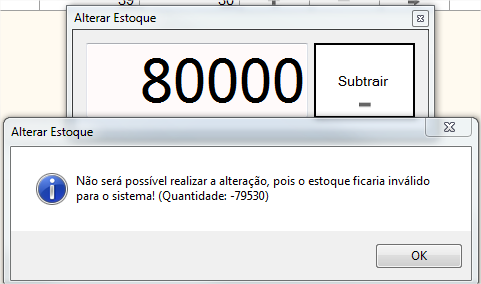 Alterar Estoque
80000
Subtrair
Alterar Estoque
Não será possível realizar a alteração, pois o estoque ficaria inválido
para o sistema! (Quantidade: -79530)
OK